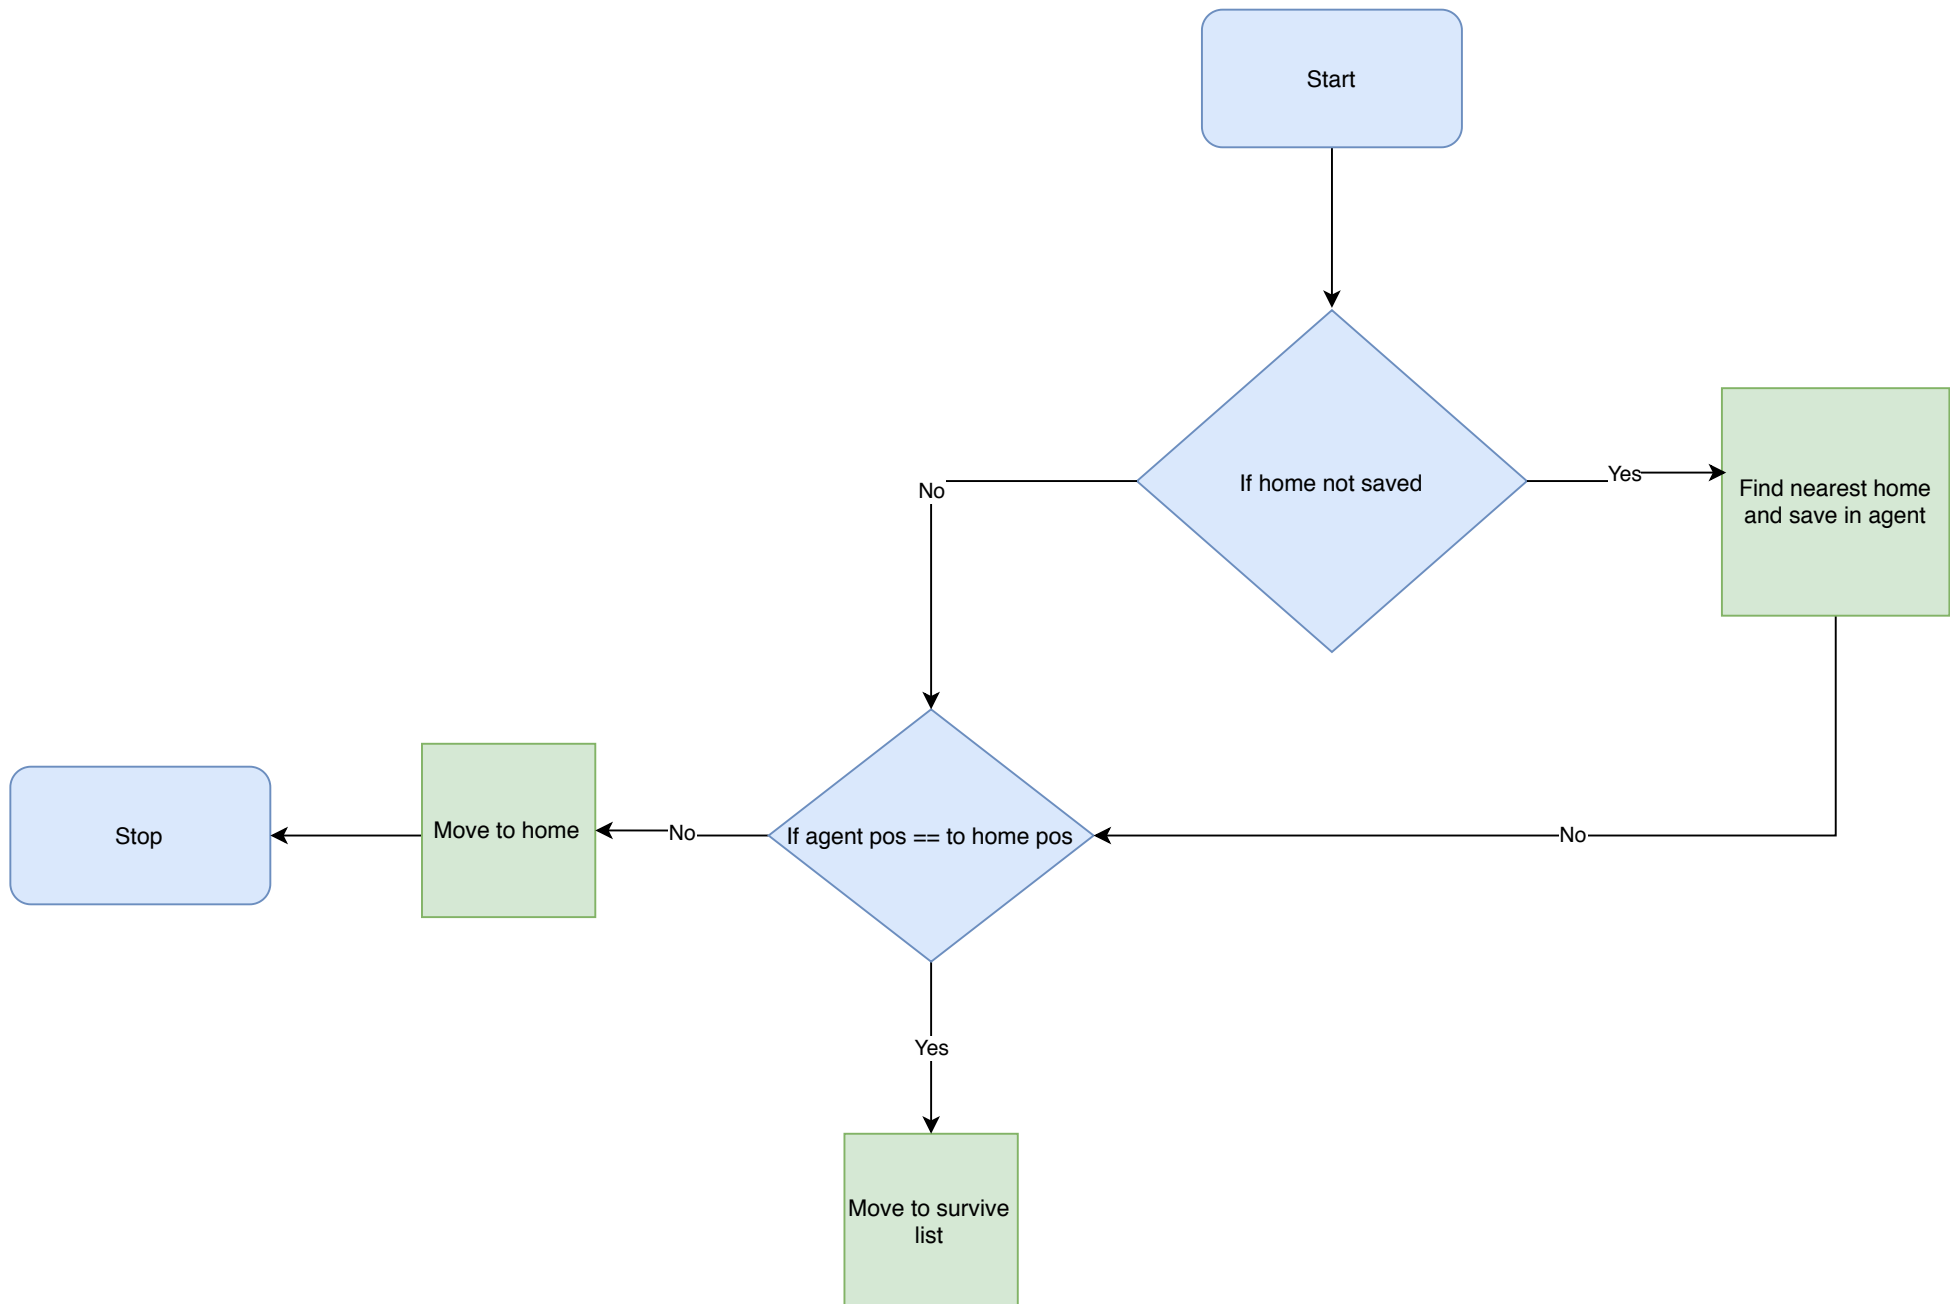 Start
If home not saved
Yes
Find nearest home
and save in agent
No
If agent pos == to home pos
No
Move to home
Stop
No
Yes
Move to survive
list